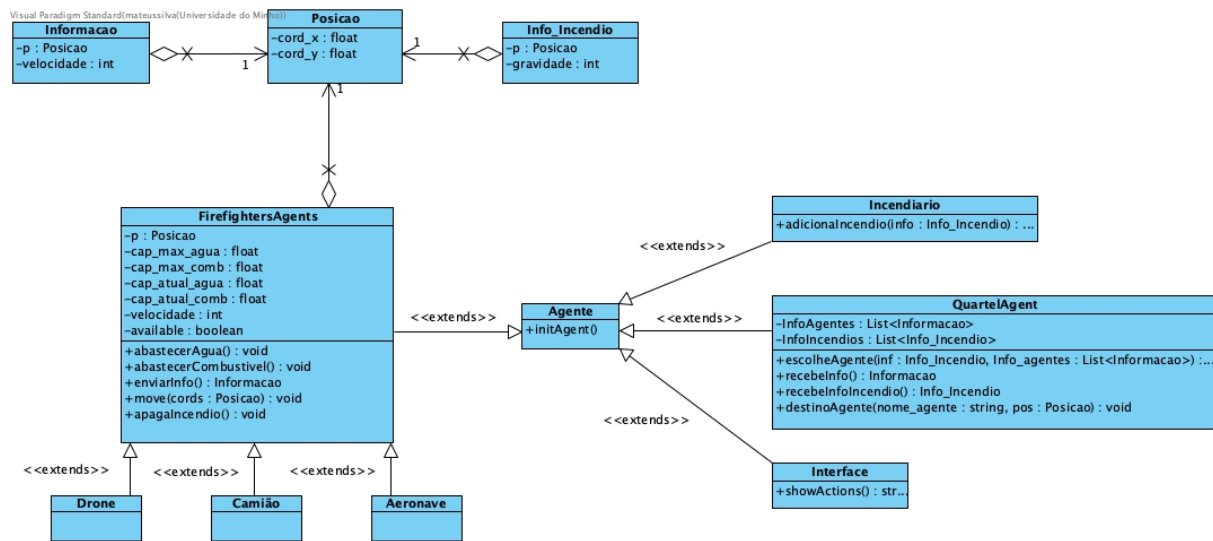 Visual Paradigm Standard(mateussilva(Universidade do Minho))
Informacao
-p : Posicao
-velocidade : int
1
Posicao
-cord_x : float
-cord_y : float
1
Info_Incendio
-p : Posicao
-gravidade : int
1
FirefightersAgents
-p : Posicao
-cap_max_agua : float
-cap_max_comb : float
-cap_atual_agua : float
-cap_atual_comb : float
-velocidade : int
-available : boolean
+abastecerAgua() : void
+abastecerCombustivel() : void
+enviarInfo() : Informacao
+move(cords : Posicao) : void
+apagaIncendio() : void
<<extends>>
Agente
+initAgent()
<<extends>>
Incendiario
+adicionaIncendio(info : Info_Incendio) : ...
<<extends>>
QuartelAgent
-InfoAgentes : List<Informacao>
-InfoIncendios : List<Info_Incendio>
+escolheAgente(inf : Info_Incendio, Info_agentes : List<Informacao>) :...
+recebeInfo() : Informacao
+recebeInfoIncendio() : Info_Incendio
+destinoAgente(nome_agente : string, pos : Posicao) : void
<<extends>>
Interface
+showActions() : str...
<<extends>>
<<extends>>
<<extends>>
Drone
Camião
Aeronave